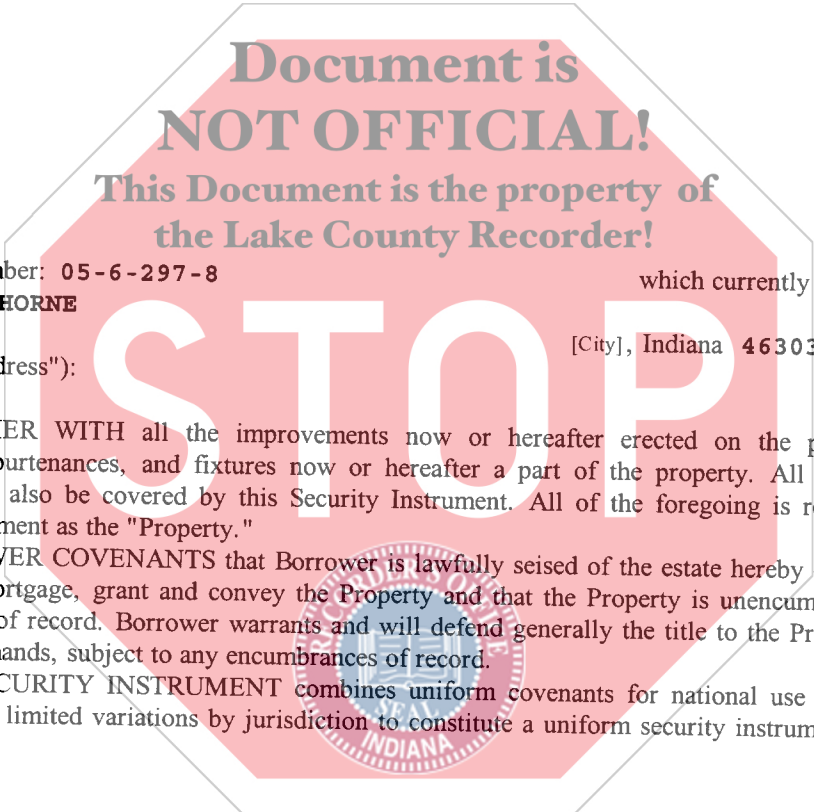 Document is
NOT OFFICIAL!
This Document is the property of
the Lake County Recorder!
ber: 05-6-297-8 which currently
HORNE
[City], Indiana 46303
dress"):
STOP
ER WITH all the improvements now or hereafter erected on the p
purtenances, and fixtures now or hereafter a part of the property. All
also be covered by this Security Instrument. All of the foregoing is r
ment as the "Property."
VER COVENANTS that Borrower is lawfully seised of the estate hereby
ortgage, grant and convey the Property and that the Property is unencum
of record. Borrower warrants and will defend generally the title to the Pr
ands, subject to any encumbrances of record.
CURITY INSTRUMENT combines uniform covenants for national use
limited variations by jurisdiction to constitute a uniform security instrum
RECORDER'S OFFICE
SEAL
INDIANA